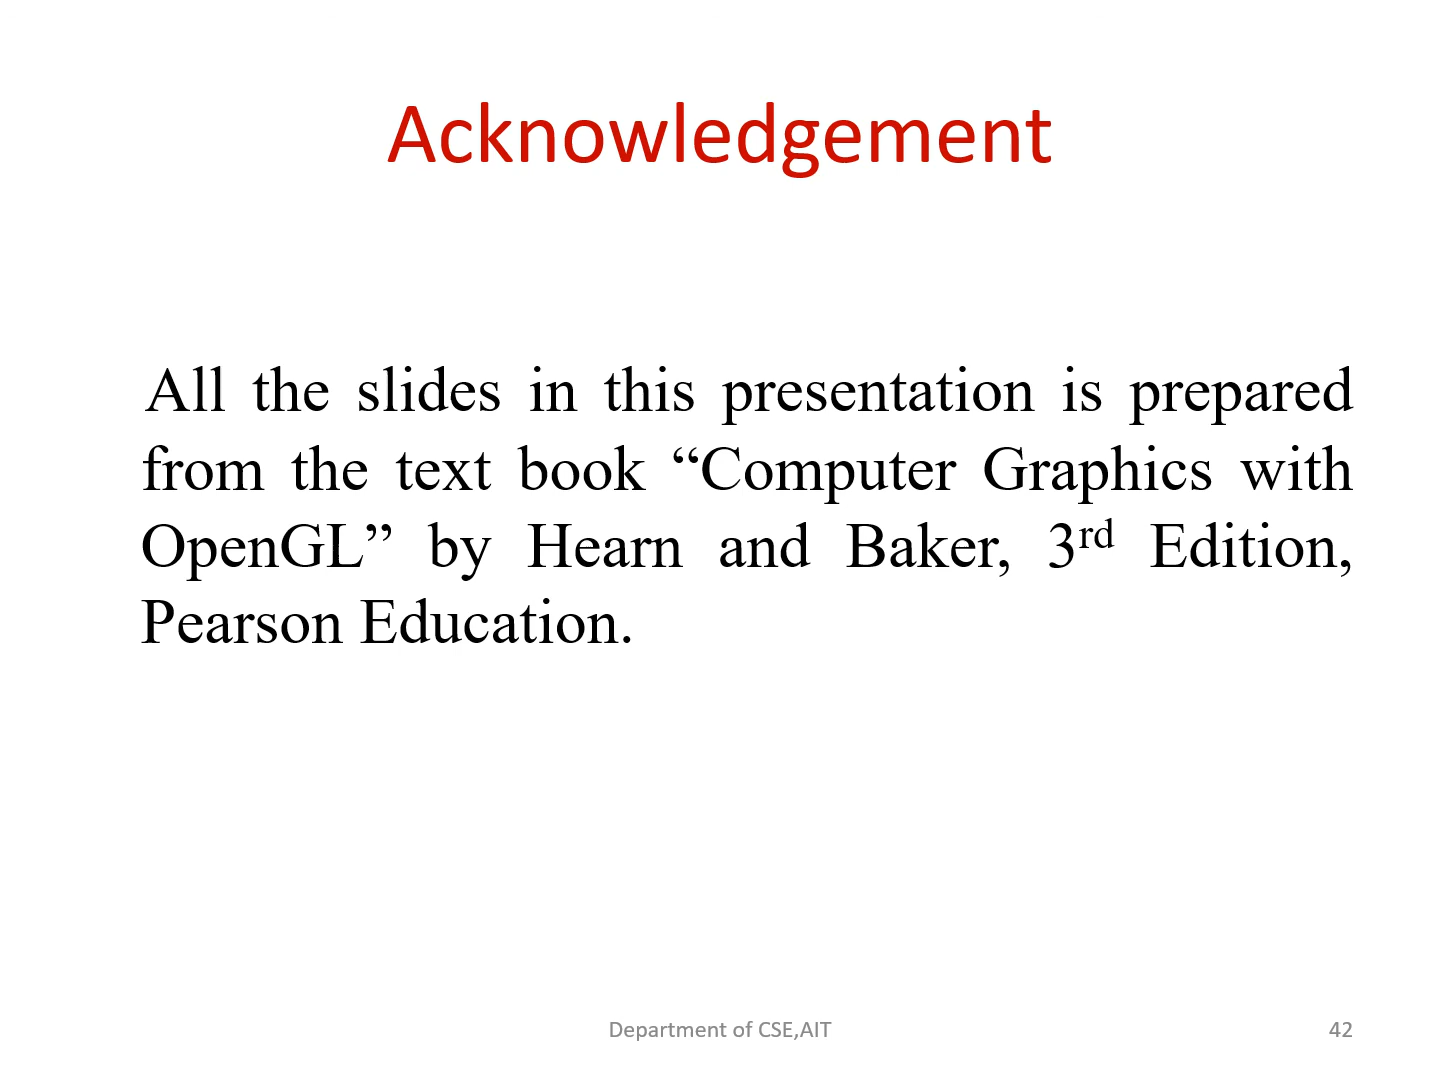 Acknowledgement
All the slides in this presentation is prepared
from the text book “Computer Graphics with
OpenGL” by Hearn and Baker, 3rd Edition,
Pearson Education.
Department of CSE,AIT
42